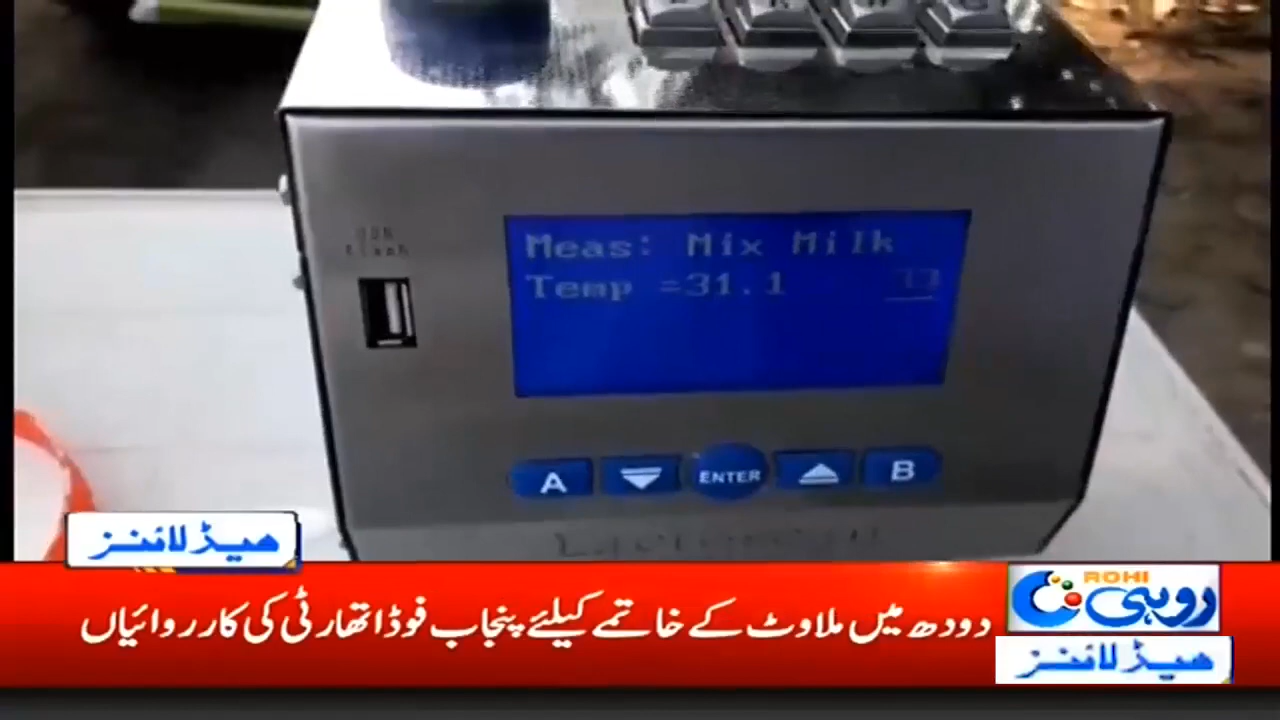 Meas: Mix Milk
Temp =31.1
A
ENTER
B
ہیڈلائنز
ROHI
روہی
دودھ میں ملاوٹ کے خاتمے کیلئے پنجاب فوڈ اتھارٹی کی کارروائیاں
ہیڈلائنز